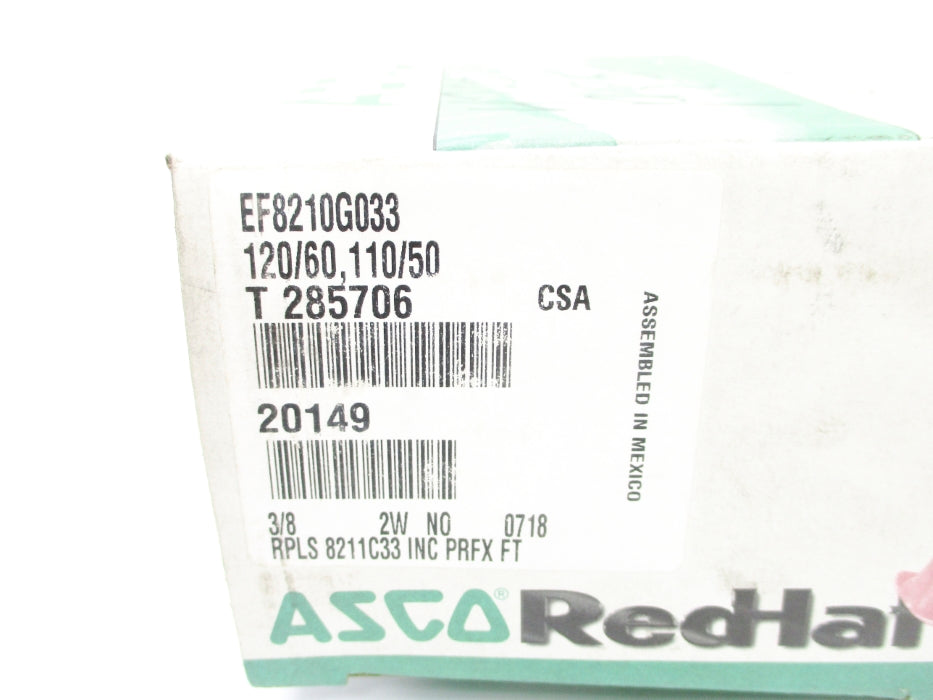 EF8210G033
120/60,110/50
T 285706 CSA
20149
3/8 2W NO 0718
RPLS 8211C33 INC PRFX FT
ASSEMBLED IN MEXICO
ASCO® RedHat